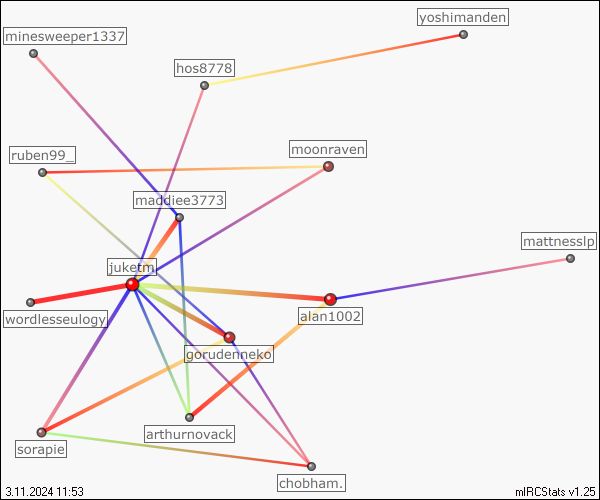 yoshimanden
minesweeper1337
hos8778
ruben99_
moonraven
maddiee3773
mattnesslp
juketm
wordlesseulogy
alan1002
gorudenneko
arthurnovack
sorapie
chobham.
3.11.2024 11:53
mIRCStats v1.25